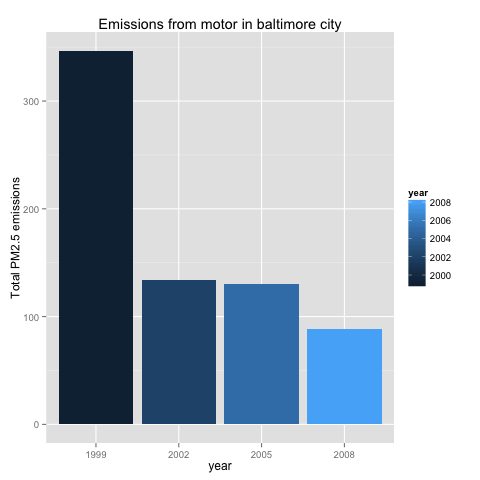 Emissions from motor in baltimore city
Total PM2.5 emissions
300
200
100
0
1999 2002 2005 2008
year
year
2008
2006
2004
2002
2000